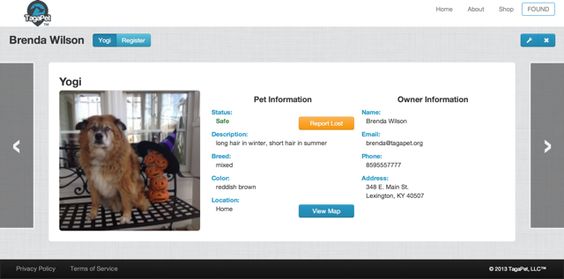 TagaPet™
Home About Shop FOUND
Brenda Wilson Yogi Register
Yogi
Pet Information
Status:
Safe
Report Lost
Description:
long hair in winter, short hair in summer
Breed:
mixed
Color:
reddish brown
Location:
Home
View Map
Owner Information
Name:
Brenda Wilson
Email:
brenda@tagapet.org
Phone:
8595557777
Address:
348 E. Main St.
Lexington, KY 40507
Privacy Policy Terms of Service © 2013 TagaPet, LLC™